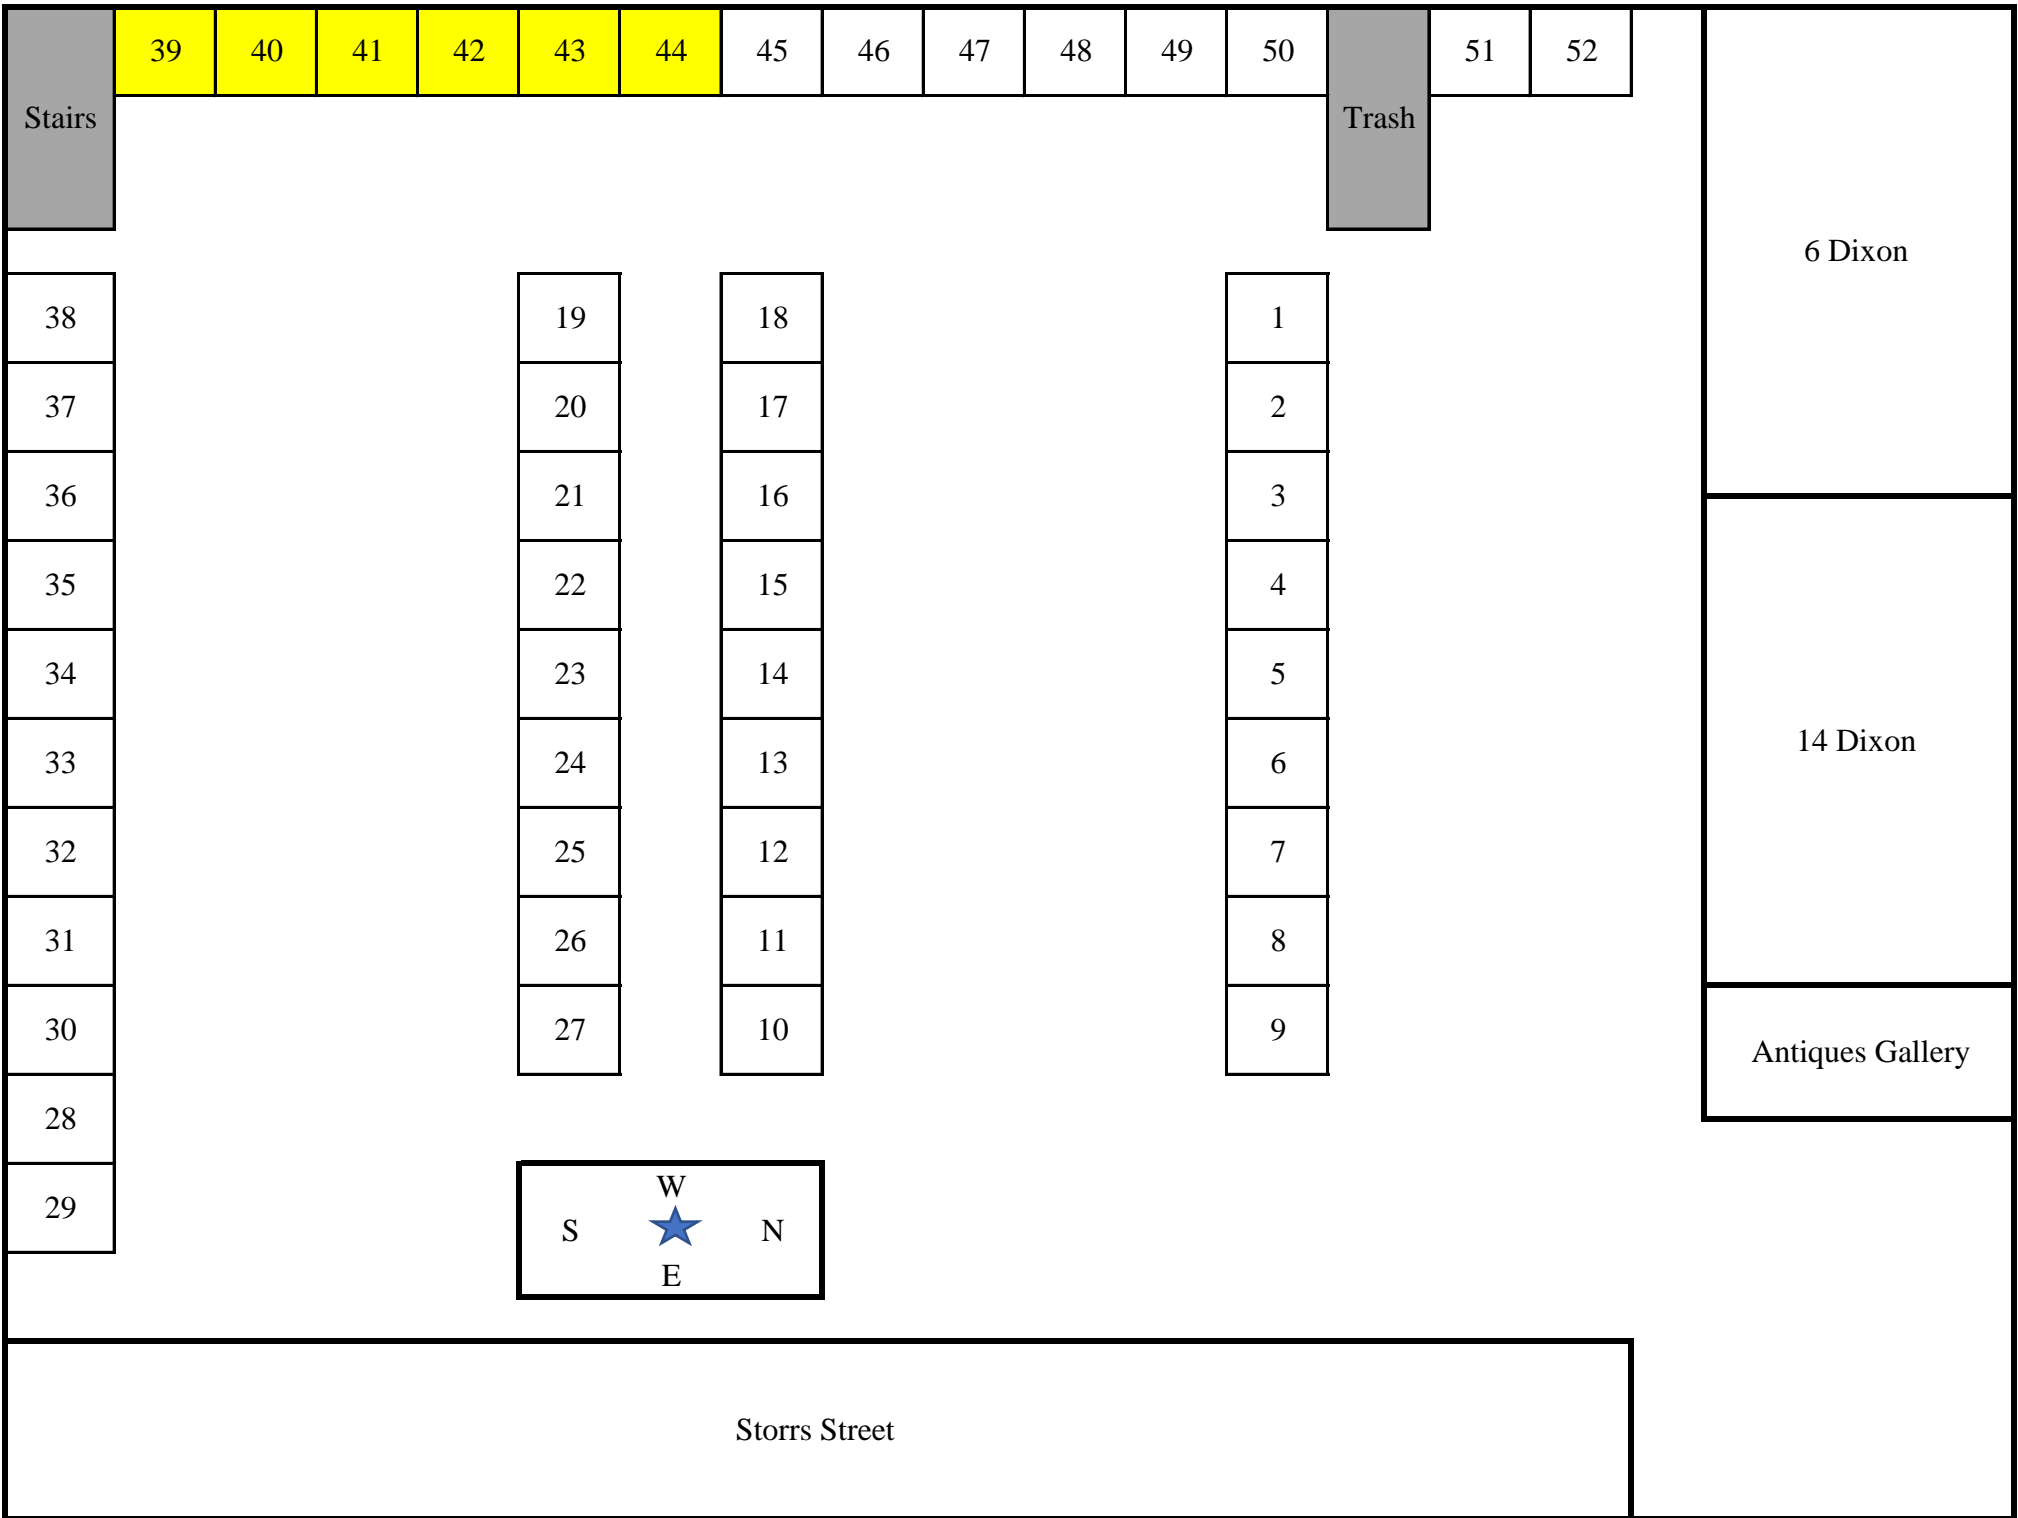 39 40 41 42 43 44 45 46 47 48 49 50 51 52
Stairs Trash
6 Dixon
38 19 18 1
37 20 17 2
36 21 16 3
35 22 15 4
34 23 14 5
14 Dixon
33 24 13 6
32 25 12 7
31 26 11 8
30 27 10 9
Antiques Gallery
28
W
29
S N
E
Storrs Street